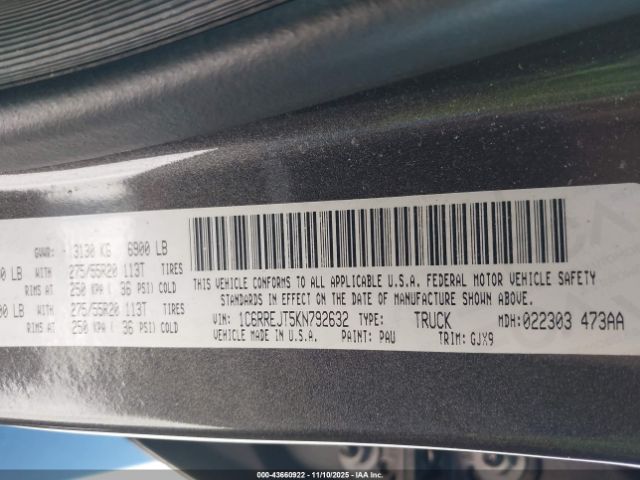 GVWR: 3130 KG 6900 LB
0 LB WITH 275/55R20 113T TIRES
RIMS AT 250 KPA ( 36 PSI) COLD
00 LB WITH 275/55R20 113T TIRES
RIMS AT 250 KPA ( 36 PSI) COLD
THIS VEHICLE CONFORMS TO ALL APPLICABLE U.S.A. FEDERAL MOTOR VEHICLE SAFETY
STANDARDS IN EFFECT ON THE DATE OF MANUFACTURE SHOWN ABOVE.
VIN: 1C6RREJT5KN792632 TYPE: TRUCK MDH:022303 473AA
VEHICLE MADE IN U.S.A. PAINT: PAU TRIM: GJX9
000-43660922 - 11/10/2025 - IAAI.COM